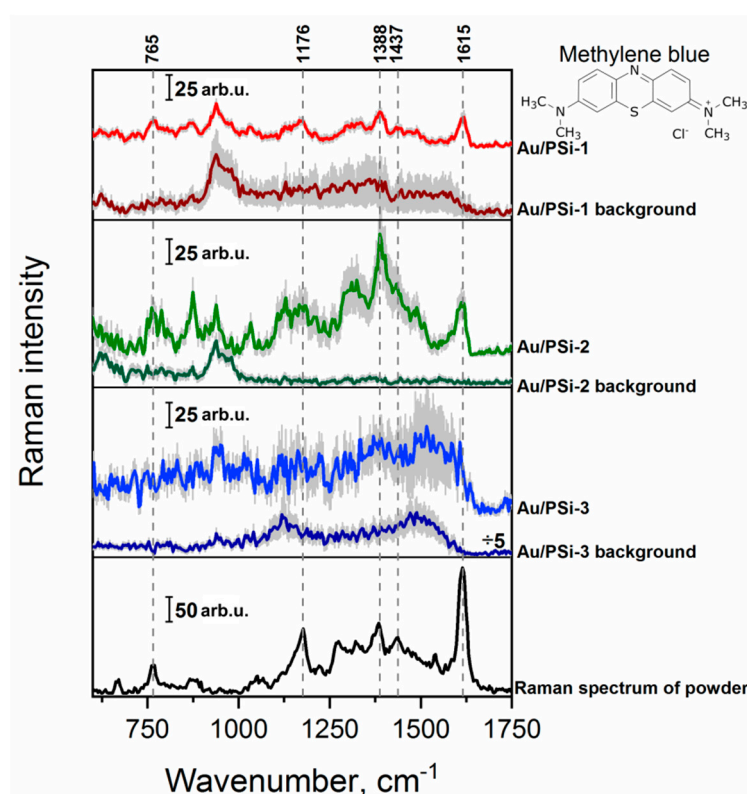 765
1176
1388
1437
1615
Methylene blue
25 arb.u.
H₃C
N
CH₃
N
S
N⁺
CH₃
CH₃
Cl⁻
Au/PSi-1
Au/PSi-1 background
25 arb.u.
Au/PSi-2
Au/PSi-2 background
25 arb.u.
Au/PSi-3
÷5
Au/PSi-3 background
50 arb.u.
Raman spectrum of powder
Raman intensity
750
1000
1250
1500
1750
Wavenumber, cm⁻¹